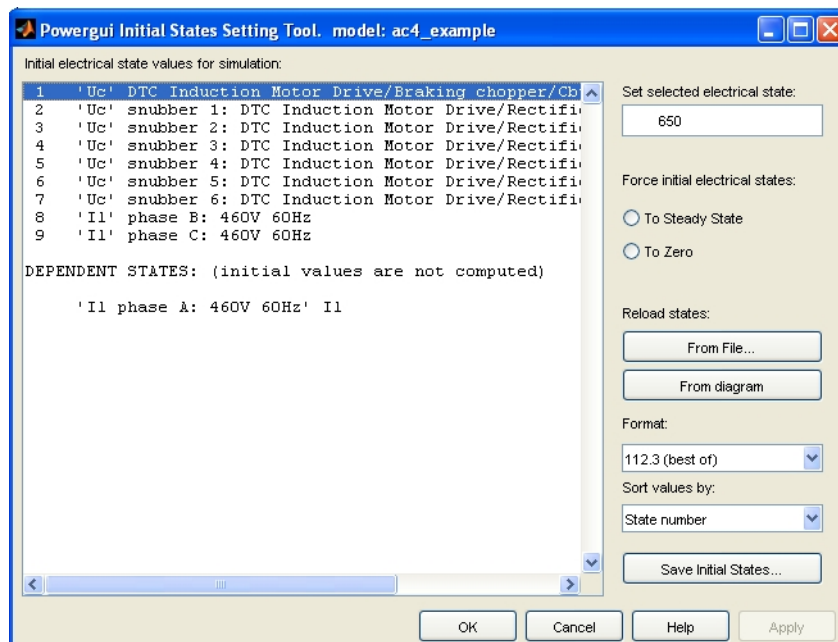 Powergui Initial States Setting Tool. model: ac4_example
Initial electrical state values for simulation:
1 'Uc' DTC Induction Motor Drive/Braking chopper/Cb
2 'Uc' snubber 1: DTC Induction Motor Drive/Rectifi
3 'Uc' snubber 2: DTC Induction Motor Drive/Rectifi
4 'Uc' snubber 3: DTC Induction Motor Drive/Rectifi
5 'Uc' snubber 4: DTC Induction Motor Drive/Rectifi
6 'Uc' snubber 5: DTC Induction Motor Drive/Rectifi
7 'Uc' snubber 6: DTC Induction Motor Drive/Rectifi
8 'Il' phase B: 460V 60Hz
9 'Il' phase C: 460V 60Hz
DEPENDENT STATES: (initial values are not computed)
'Il phase A: 460V 60Hz' Il
Set selected electrical state:
650
Force initial electrical states:
To Steady State
To Zero
Reload states:
From File...
From diagram
Format:
112.3 (best of)
Sort values by:
State number
Save Initial States...
OK Cancel Help Apply